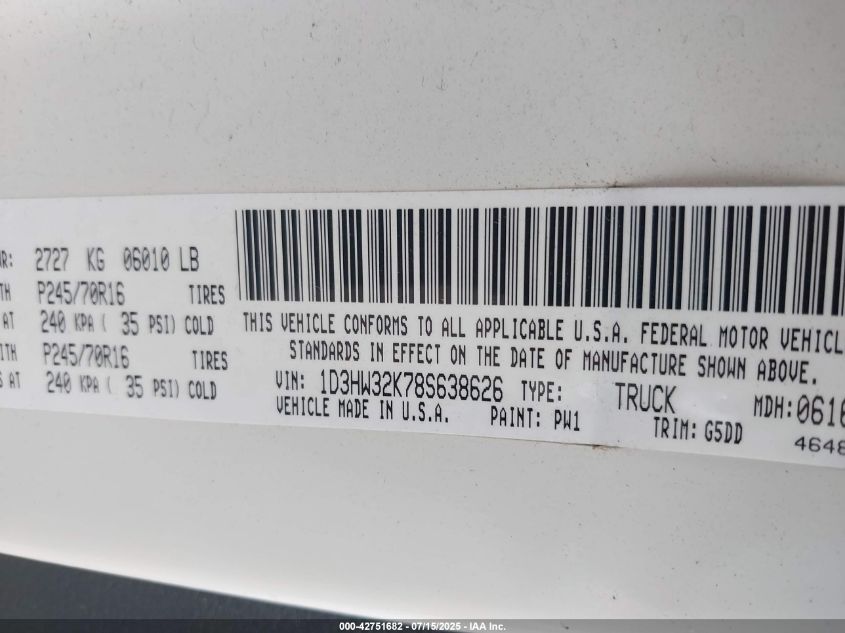 WR: 2727 KG 06010 LB
TH P245/70R16 TIRES
AT 240 KPA ( 35 PSI) COLD
ITH P245/70R16 TIRES
S AT 240 KPA ( 35 PSI) COLD
THIS VEHICLE CONFORMS TO ALL APPLICABLE U.S.A. FEDERAL MOTOR VEHICL
STANDARDS IN EFFECT ON THE DATE OF MANUFACTURE SHOWN ABOVE.
VIN: 1D3HW32K78S638626 TYPE: TRUCK MDH:0616
VEHICLE MADE IN U.S.A. PAINT: PW1 TRIM: G5DD
4648
000-42751682 - 07/15/2025 - IAA Inc.